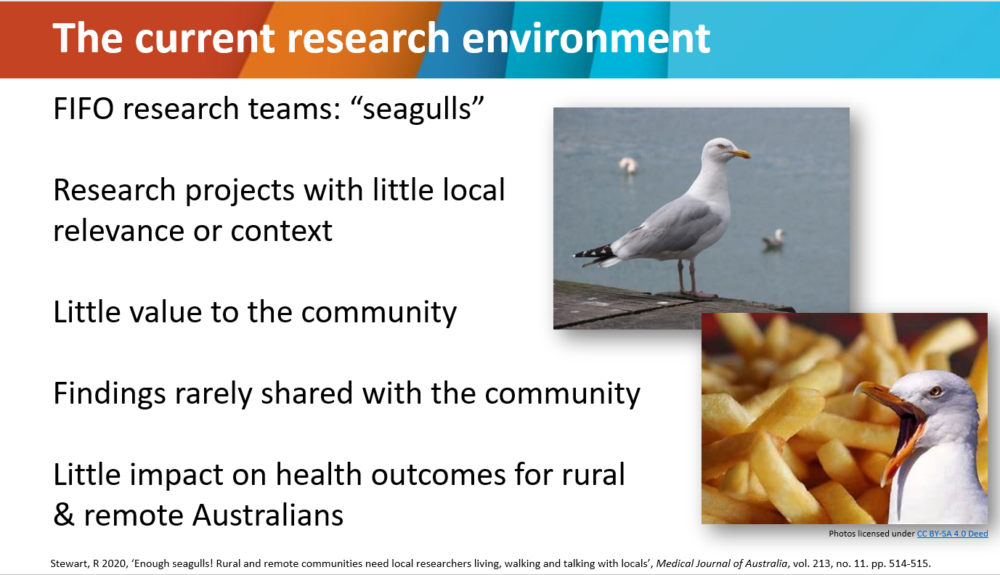 The current research environment
FIFO research teams: “seagulls”
Research projects with little local
relevance or context
Little value to the community
Findings rarely shared with the community
Little impact on health outcomes for rural
& remote Australians
Photos licensed under CC BY-SA 4.0 Deed
Stewart, R 2020, ‘Enough seagulls! Rural and remote communities need local researchers living, walking and talking with locals’, Medical Journal of Australia, vol. 213, no. 11. pp. 514-515.